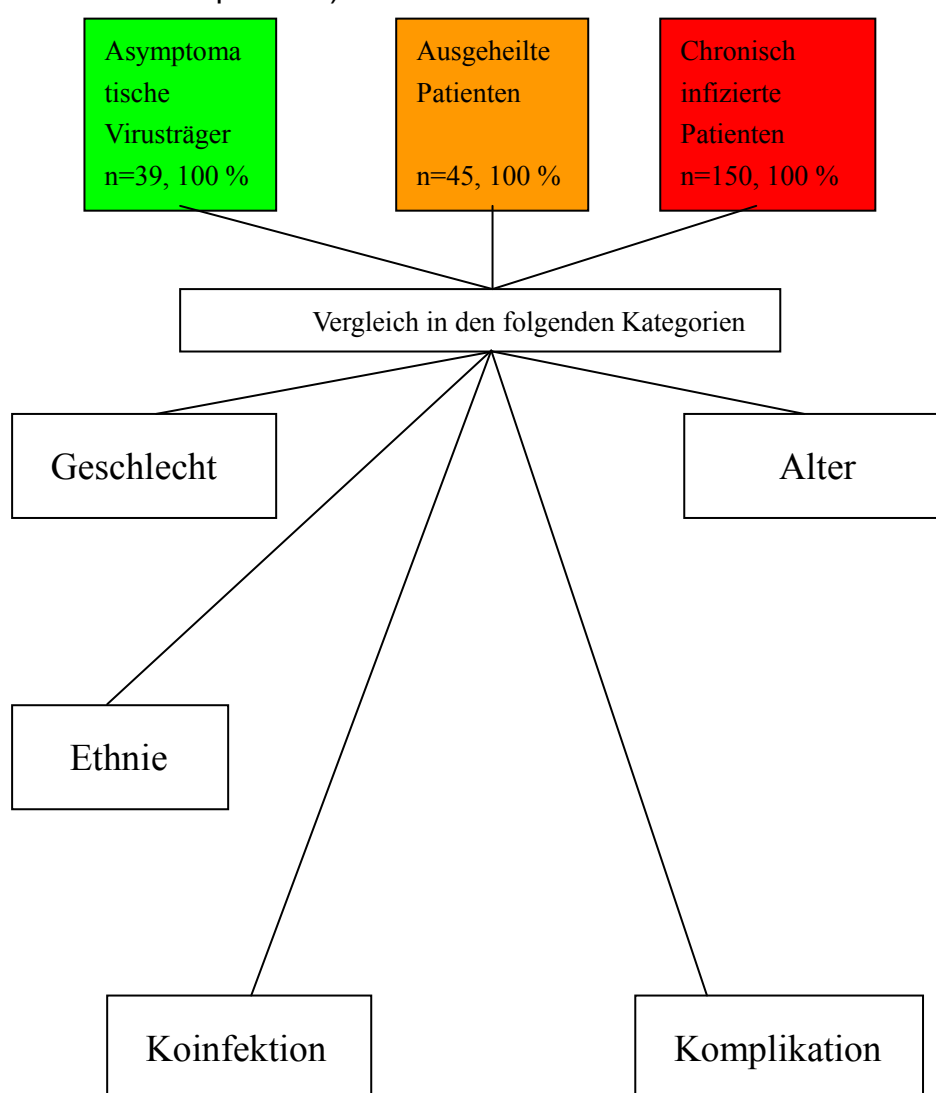 Asymptoma
tische
Virusträger
n=39, 100 %
Ausgeheilte
Patienten
n=45, 100 %
Chronisch
infizierte
Patienten
n=150, 100 %
Vergleich in den folgenden Kategorien
Geschlecht
Alter
Ethnie
Koinfektion
Komplikation